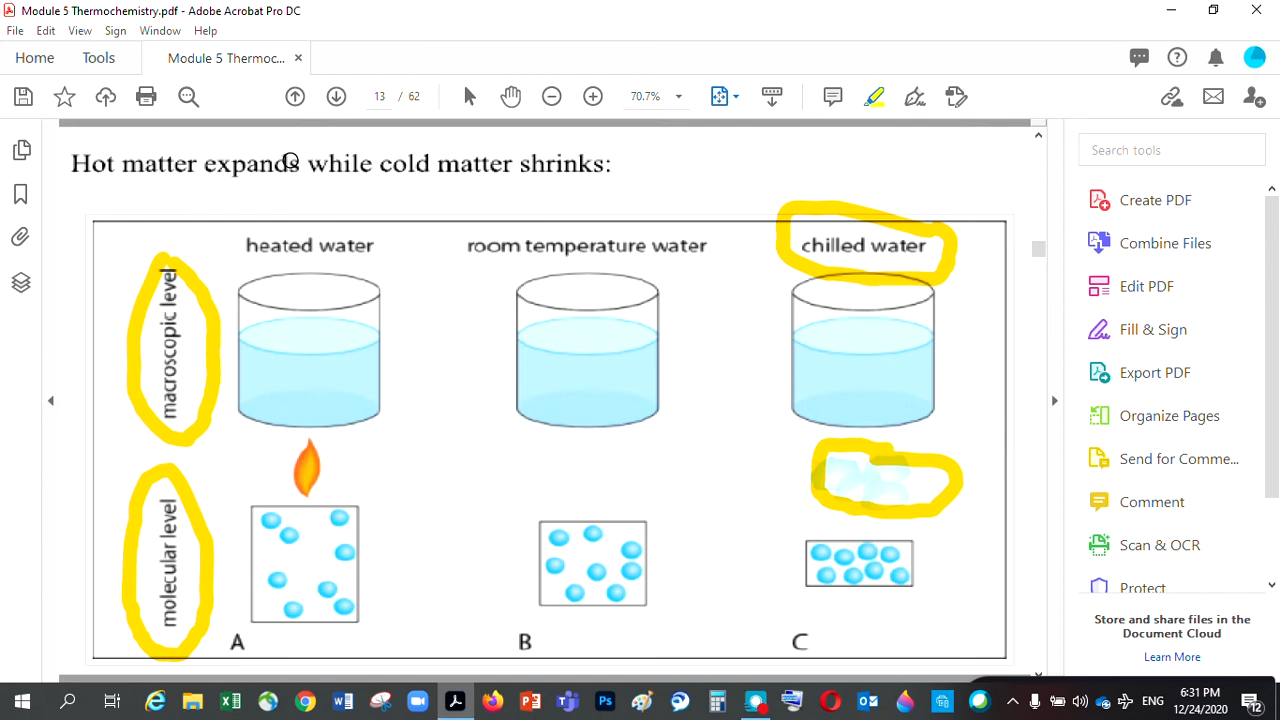 Module 5 Thermochemistry.pdf - Adobe Acrobat Pro DC
File Edit View Sign Window Help
Home Tools Module 5 Thermoc...
13 / 62 70.7%
Hot matter expands while cold matter shrinks:
heated water room temperature water chilled water
macroscopic level
molecular level
A B C
Search tools
Create PDF
Combine Files
Edit PDF
Fill & Sign
Export PDF
Organize Pages
Send for Comme...
Comment
Scan & OCR
Protect
Store and share files in the
Document Cloud
Learn More
ENG
6:31 PM
12/24/2020
12